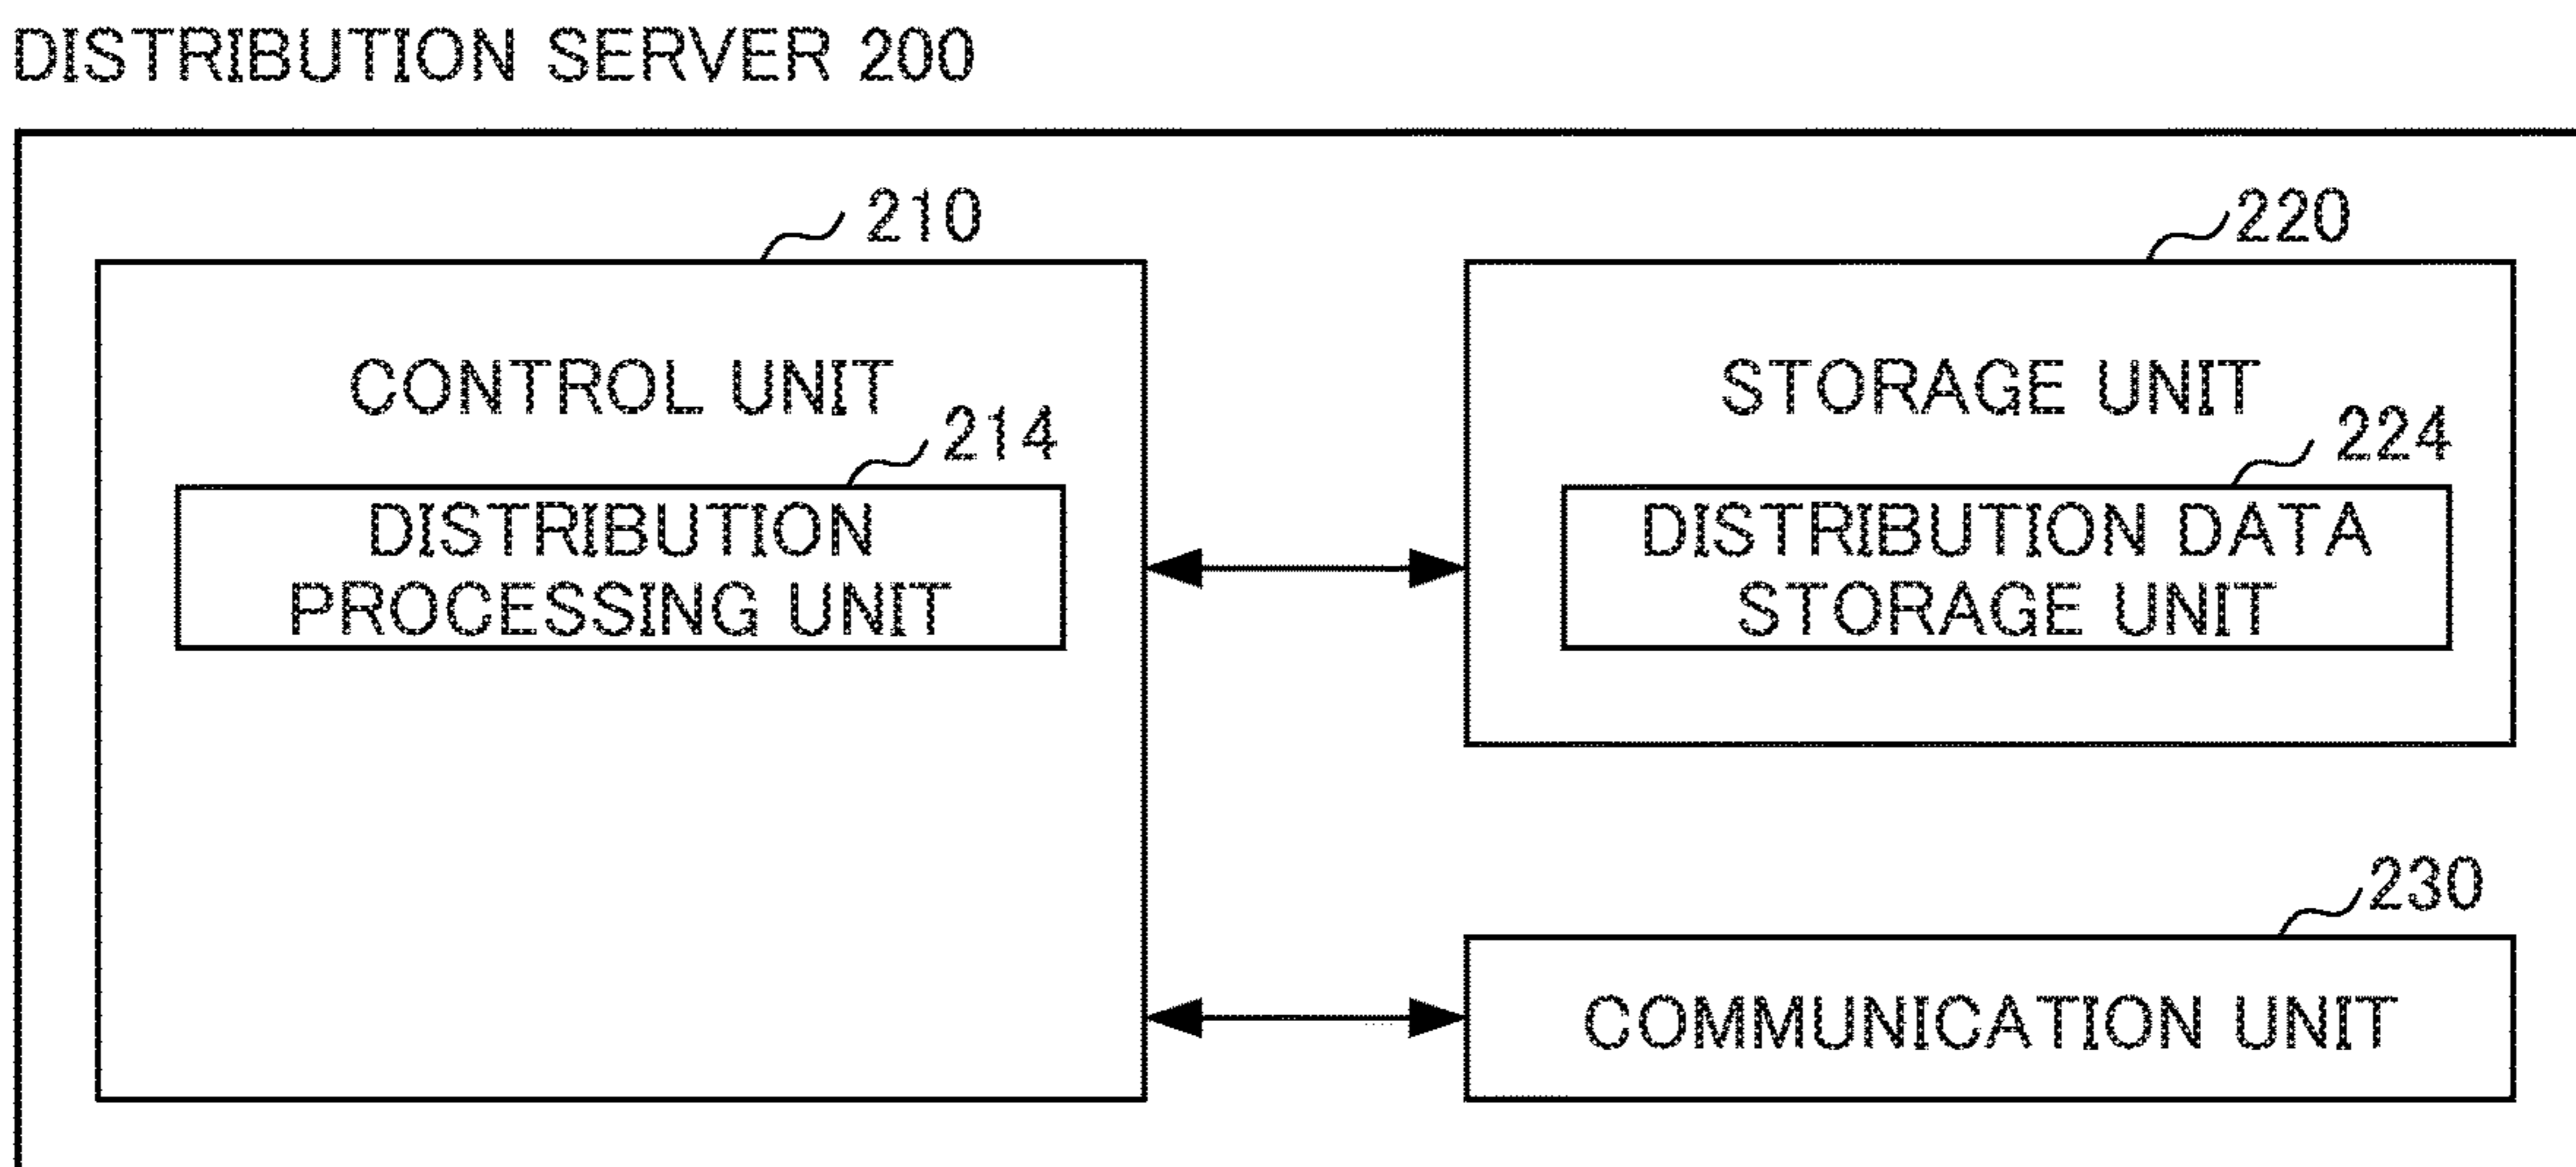 DISTRIBUTION SERVER 200
210
CONTROL UNIT
214
DISTRIBUTION
PROCESSING UNIT
220
STORAGE UNIT
224
DISTRIBUTION DATA
STORAGE UNIT
230
COMMUNICATION UNIT